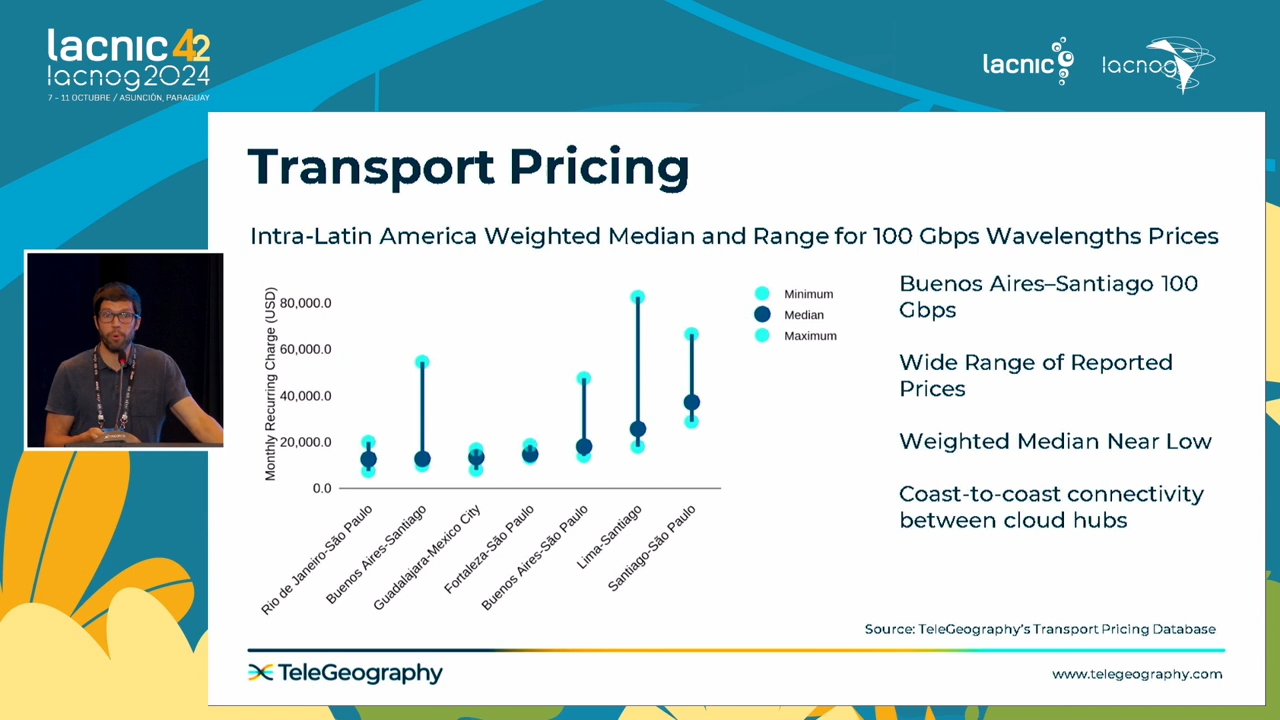 lacnic 42
lacnog2024
7 - 11 OCTUBRE / ASUNCIÓN, PARAGUAY
lacnic
lacnog
Transport Pricing
Intra-Latin America Weighted Median and Range for 100 Gbps Wavelengths Prices
Monthly Recurring Charge (USD)
80,000.0
60,000.0
40,000.0
20,000.0
0.0
Rio de Janeiro-São Paulo
Buenos Aires-Santiago
Guadalajara-Mexico City
Fortaleza-São Paulo
Buenos Aires-São Paulo
Lima-Santiago
Santiago-São Paulo
Minimum
Median
Maximum
Buenos Aires–Santiago 100
Gbps
Wide Range of Reported
Prices
Weighted Median Near Low
Coast-to-coast connectivity
between cloud hubs
Source: TeleGeography's Transport Pricing Database
TeleGeography
www.telegeography.com